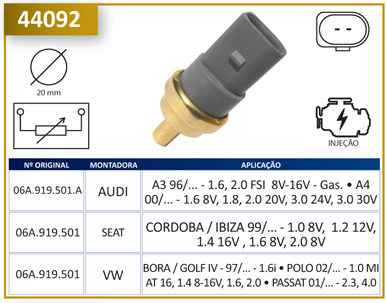 44092
20 mm
INJEÇÃO
Nº ORIGINAL MONTADORA APLICAÇÃO
06A.919.501.A AUDI A3 96/... - 1.6, 2.0 FSI 8V-16V - Gas. • A4
00/... - 1.6 8V, 1.8, 2.0 20V, 3.0 24V, 3.0 30V
06A.919.501 SEAT CORDOBA / IBIZA 99/... - 1.0 8V, 1.2 12V,
1.4 16V , 1.6 8V, 2.0 8V
06A.919.501 VW BORA / GOLF IV - 97/... - 1.6i • POLO 02/... - 1.0 MI
AT 16, 1.4 8-16V, 1.6, 2.0 • PASSAT 01/... - 2.3, 4.0